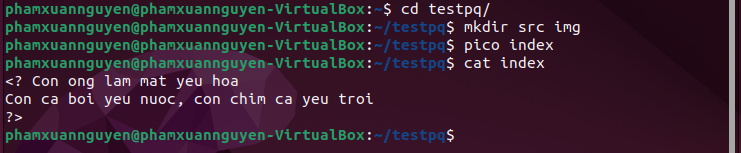 phamxuannguyen@phamxuannguyen-VirtualBox:~$ cd testpq/
phamxuannguyen@phamxuannguyen-VirtualBox:~/testpq$ mkdir src img
phamxuannguyen@phamxuannguyen-VirtualBox:~/testpq$ pico index
phamxuannguyen@phamxuannguyen-VirtualBox:~/testpq$ cat index
<? Con ong lam mat yeu hoa
Con ca boi yeu nuoc, con chim ca yeu troi
?>
phamxuannguyen@phamxuannguyen-VirtualBox:~/testpq$